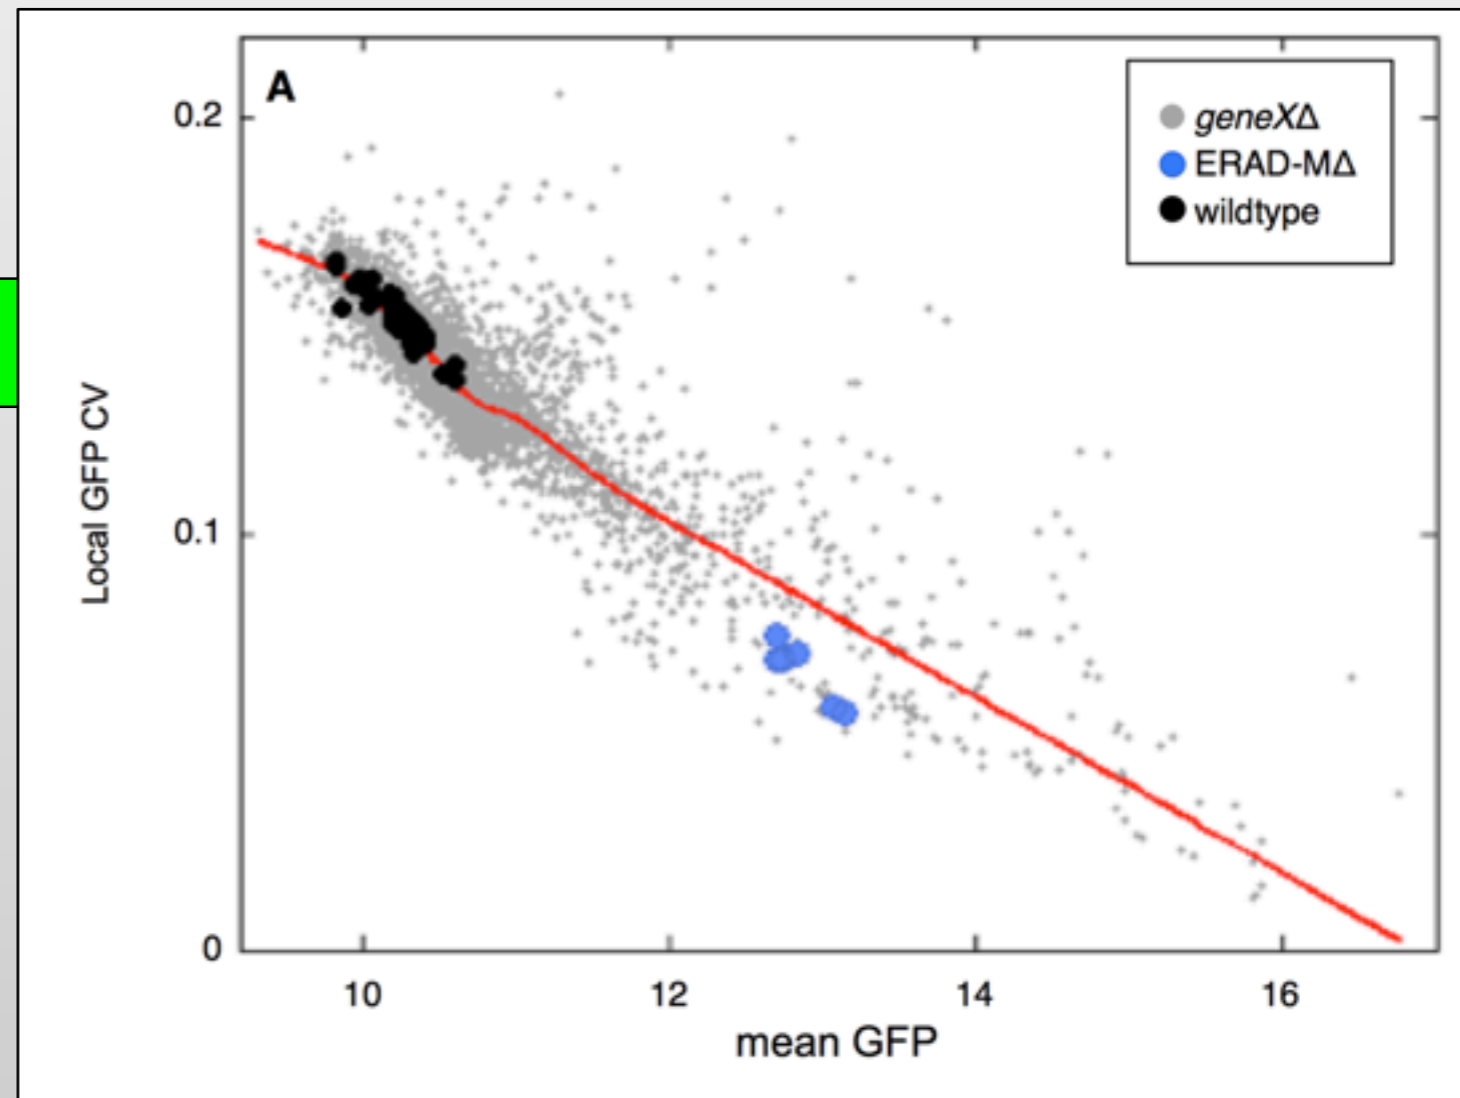 A
geneXΔ
ERAD-MΔ
wildtype
0.2
0.1
0
Local GFP CV
10 12 14 16
mean GFP